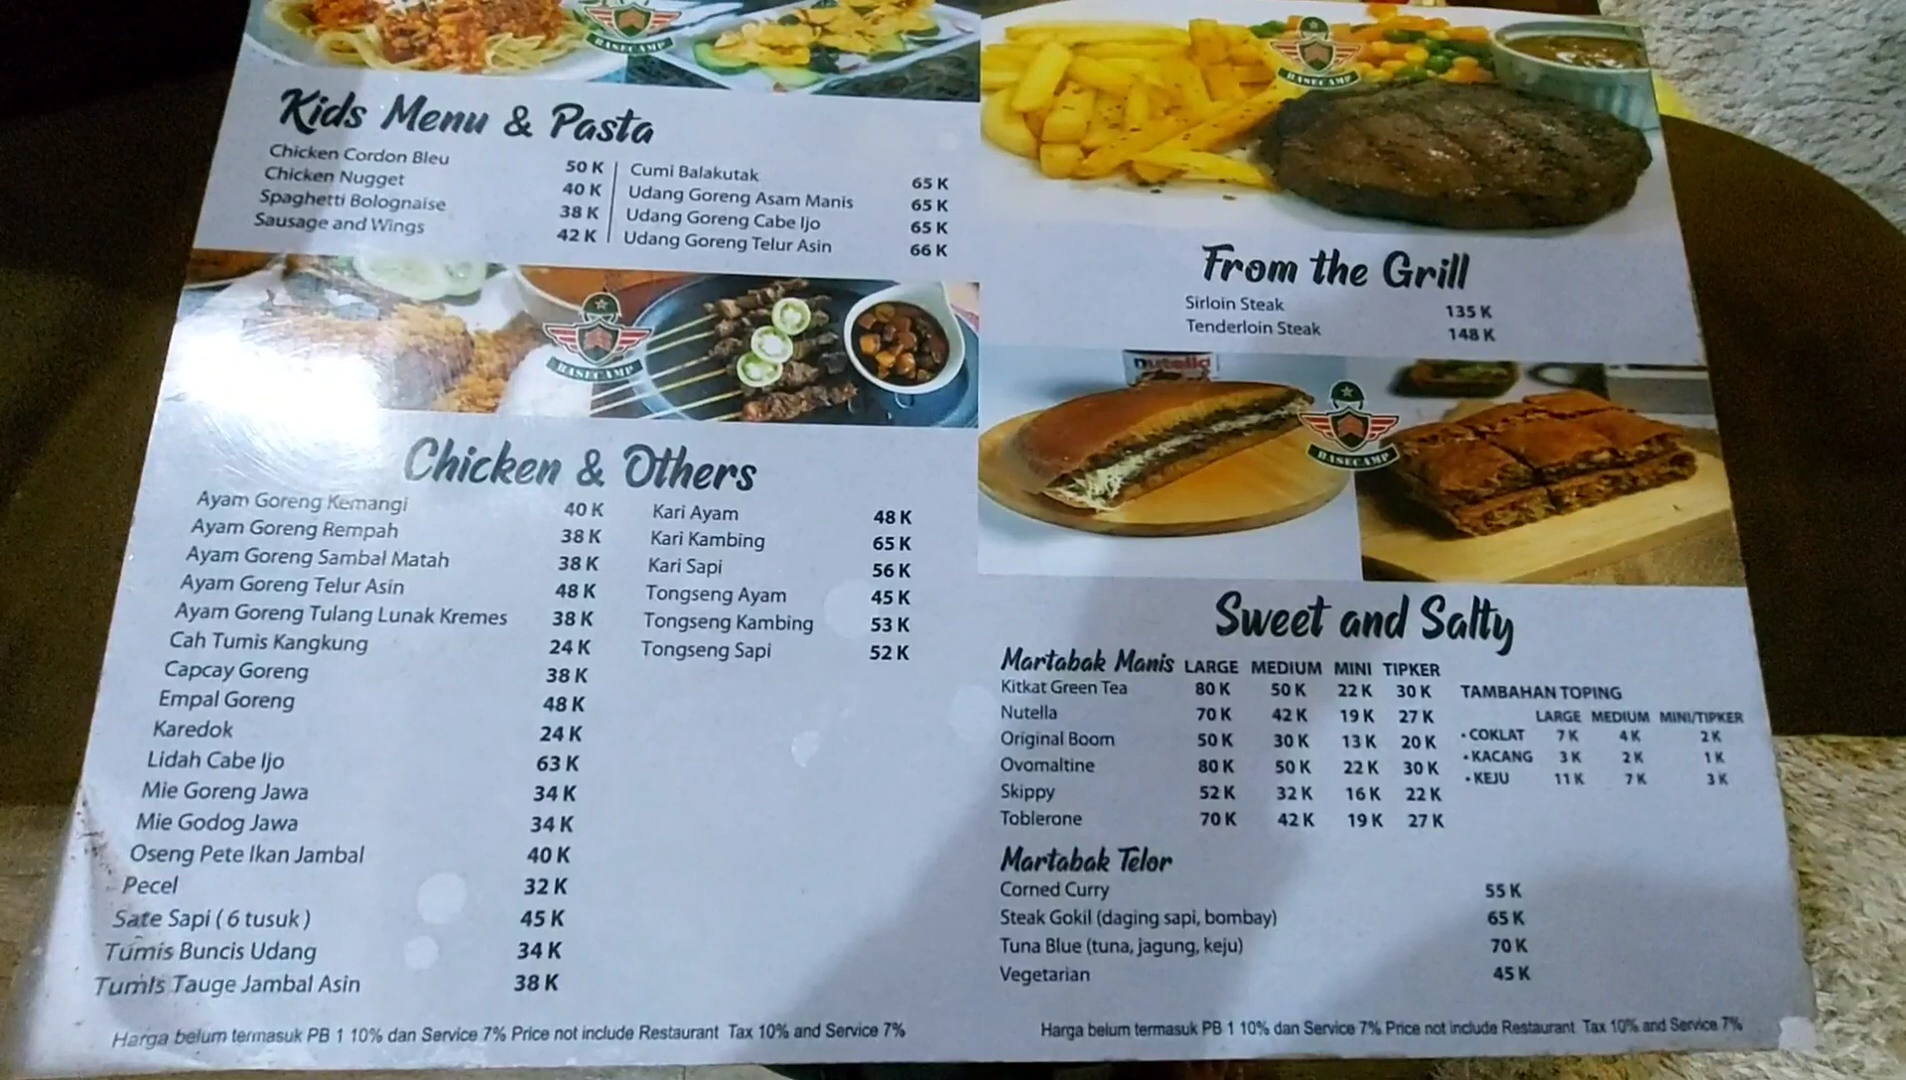 BASECAMP
Kids Menu & Pasta
Chicken Cordon Bleu 50 K
Chicken Nugget 40 K
Spaghetti Bolognaise 38 K
Sausage and Wings 42 K
Cumi Balakutak 65 K
Udang Goreng Asam Manis 65 K
Udang Goreng Cabe Ijo 65 K
Udang Goreng Telur Asin 66 K
BASECAMP
Chicken & Others
Ayam Goreng Kemangi 40 K
Ayam Goreng Rempah 38 K
Ayam Goreng Sambal Matah 38 K
Ayam Goreng Telur Asin 48 K
Ayam Goreng Tulang Lunak Kremes 38 K
Cah Tumis Kangkung 24 K
Capcay Goreng 38 K
Empal Goreng 48 K
Karedok 24 K
Lidah Cabe Ijo 63 K
Mie Goreng Jawa 34 K
Mie Godog Jawa 34 K
Oseng Pete Ikan Jambal 40 K
Pecel 32 K
Sate Sapi ( 6 tusuk ) 45 K
Tumis Buncis Udang 34 K
Tumis Tauge Jambal Asin 38 K
Kari Ayam 48 K
Kari Kambing 65 K
Kari Sapi 56 K
Tongseng Ayam 45 K
Tongseng Kambing 53 K
Tongseng Sapi 52 K
Harga belum termasuk PB 1 10% dan Service 7% Price not include Restaurant Tax 10% and Service 7%
BASECAMP
From the Grill
Sirloin Steak 135 K
Tenderloin Steak 148 K
nutella
BASECAMP
Sweet and Salty
Martabak Manis LARGE MEDIUM MINI TIPKER
Kitkat Green Tea 80 K 50 K 22 K 30 K
Nutella 70 K 42 K 19 K 27 K
Original Boom 50 K 30 K 13 K 20 K
Ovomaltine 80 K 50 K 22 K 30 K
Skippy 52 K 32 K 16 K 22 K
Toblerone 70 K 42 K 19 K 27 K
TAMBAHAN TOPING
LARGE MEDIUM MINI/TIPKER
• COKLAT 7 K 4 K 2 K
• KACANG 3 K 2 K 1 K
• KEJU 11 K 7 K 3 K
Martabak Telor
Corned Curry 55 K
Steak Gokil (daging sapi, bombay) 65 K
Tuna Blue (tuna, jagung, keju) 70 K
Vegetarian 45 K
Harga belum termasuk PB 1 10% dan Service 7% Price not include Restaurant Tax 10% and Service 7%